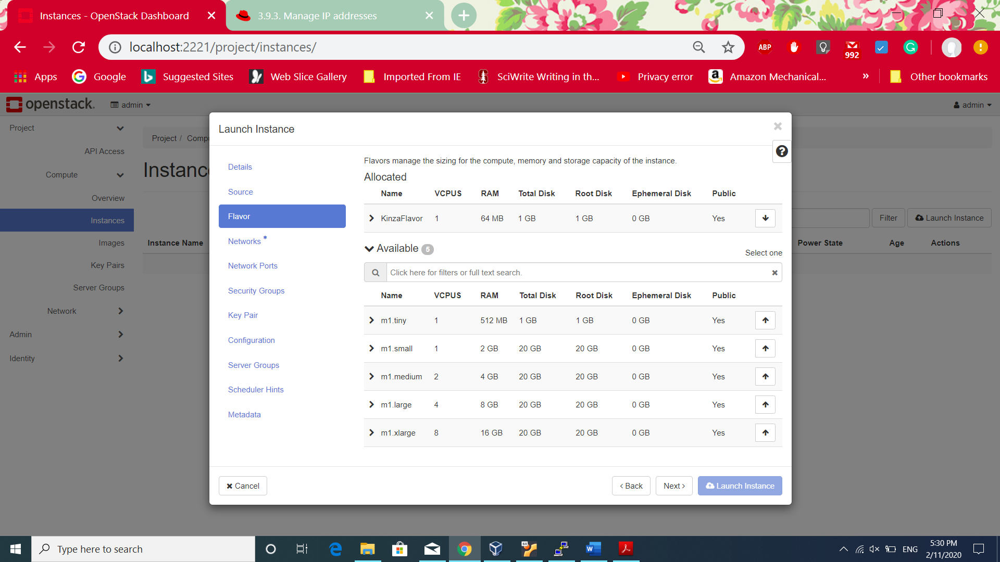 Instances - OpenStack Dashboard
3.9.3. Manage IP addresses
localhost:2221/project/instances/
ABP
992
Apps
Google
Suggested Sites
Web Slice Gallery
Imported From IE
SciWrite Writing in th...
Privacy error
Amazon Mechanical...
»
Other bookmarks
openstack.
admin
admin
Project
API Access
Compute
Overview
Instances
Images
Key Pairs
Server Groups
Network
Admin
Identity
Project /
Instance Name
Filter
Launch Instance
Power State
Age
Actions
Launch Instance
Details
Source
Flavor
Networks *
Network Ports
Security Groups
Key Pair
Configuration
Server Groups
Scheduler Hints
Metadata
Flavors manage the sizing for the compute, memory and storage capacity of the instance.
Allocated
Name VCPUS RAM Total Disk Root Disk Ephemeral Disk Public
KinzaFlavor 1 64 MB 1 GB 1 GB 0 GB Yes
Available 5
Select one
Click here for filters or full text search.
Name VCPUS RAM Total Disk Root Disk Ephemeral Disk Public
m1.tiny 1 512 MB 1 GB 1 GB 0 GB Yes
m1.small 1 2 GB 20 GB 20 GB 0 GB Yes
m1.medium 2 4 GB 20 GB 20 GB 0 GB Yes
m1.large 4 8 GB 20 GB 20 GB 0 GB Yes
m1.xlarge 8 16 GB 20 GB 20 GB 0 GB Yes
Cancel
< Back
Next >
Launch Instance
Type here to search
64
ENG
5:30 PM
2/11/2020